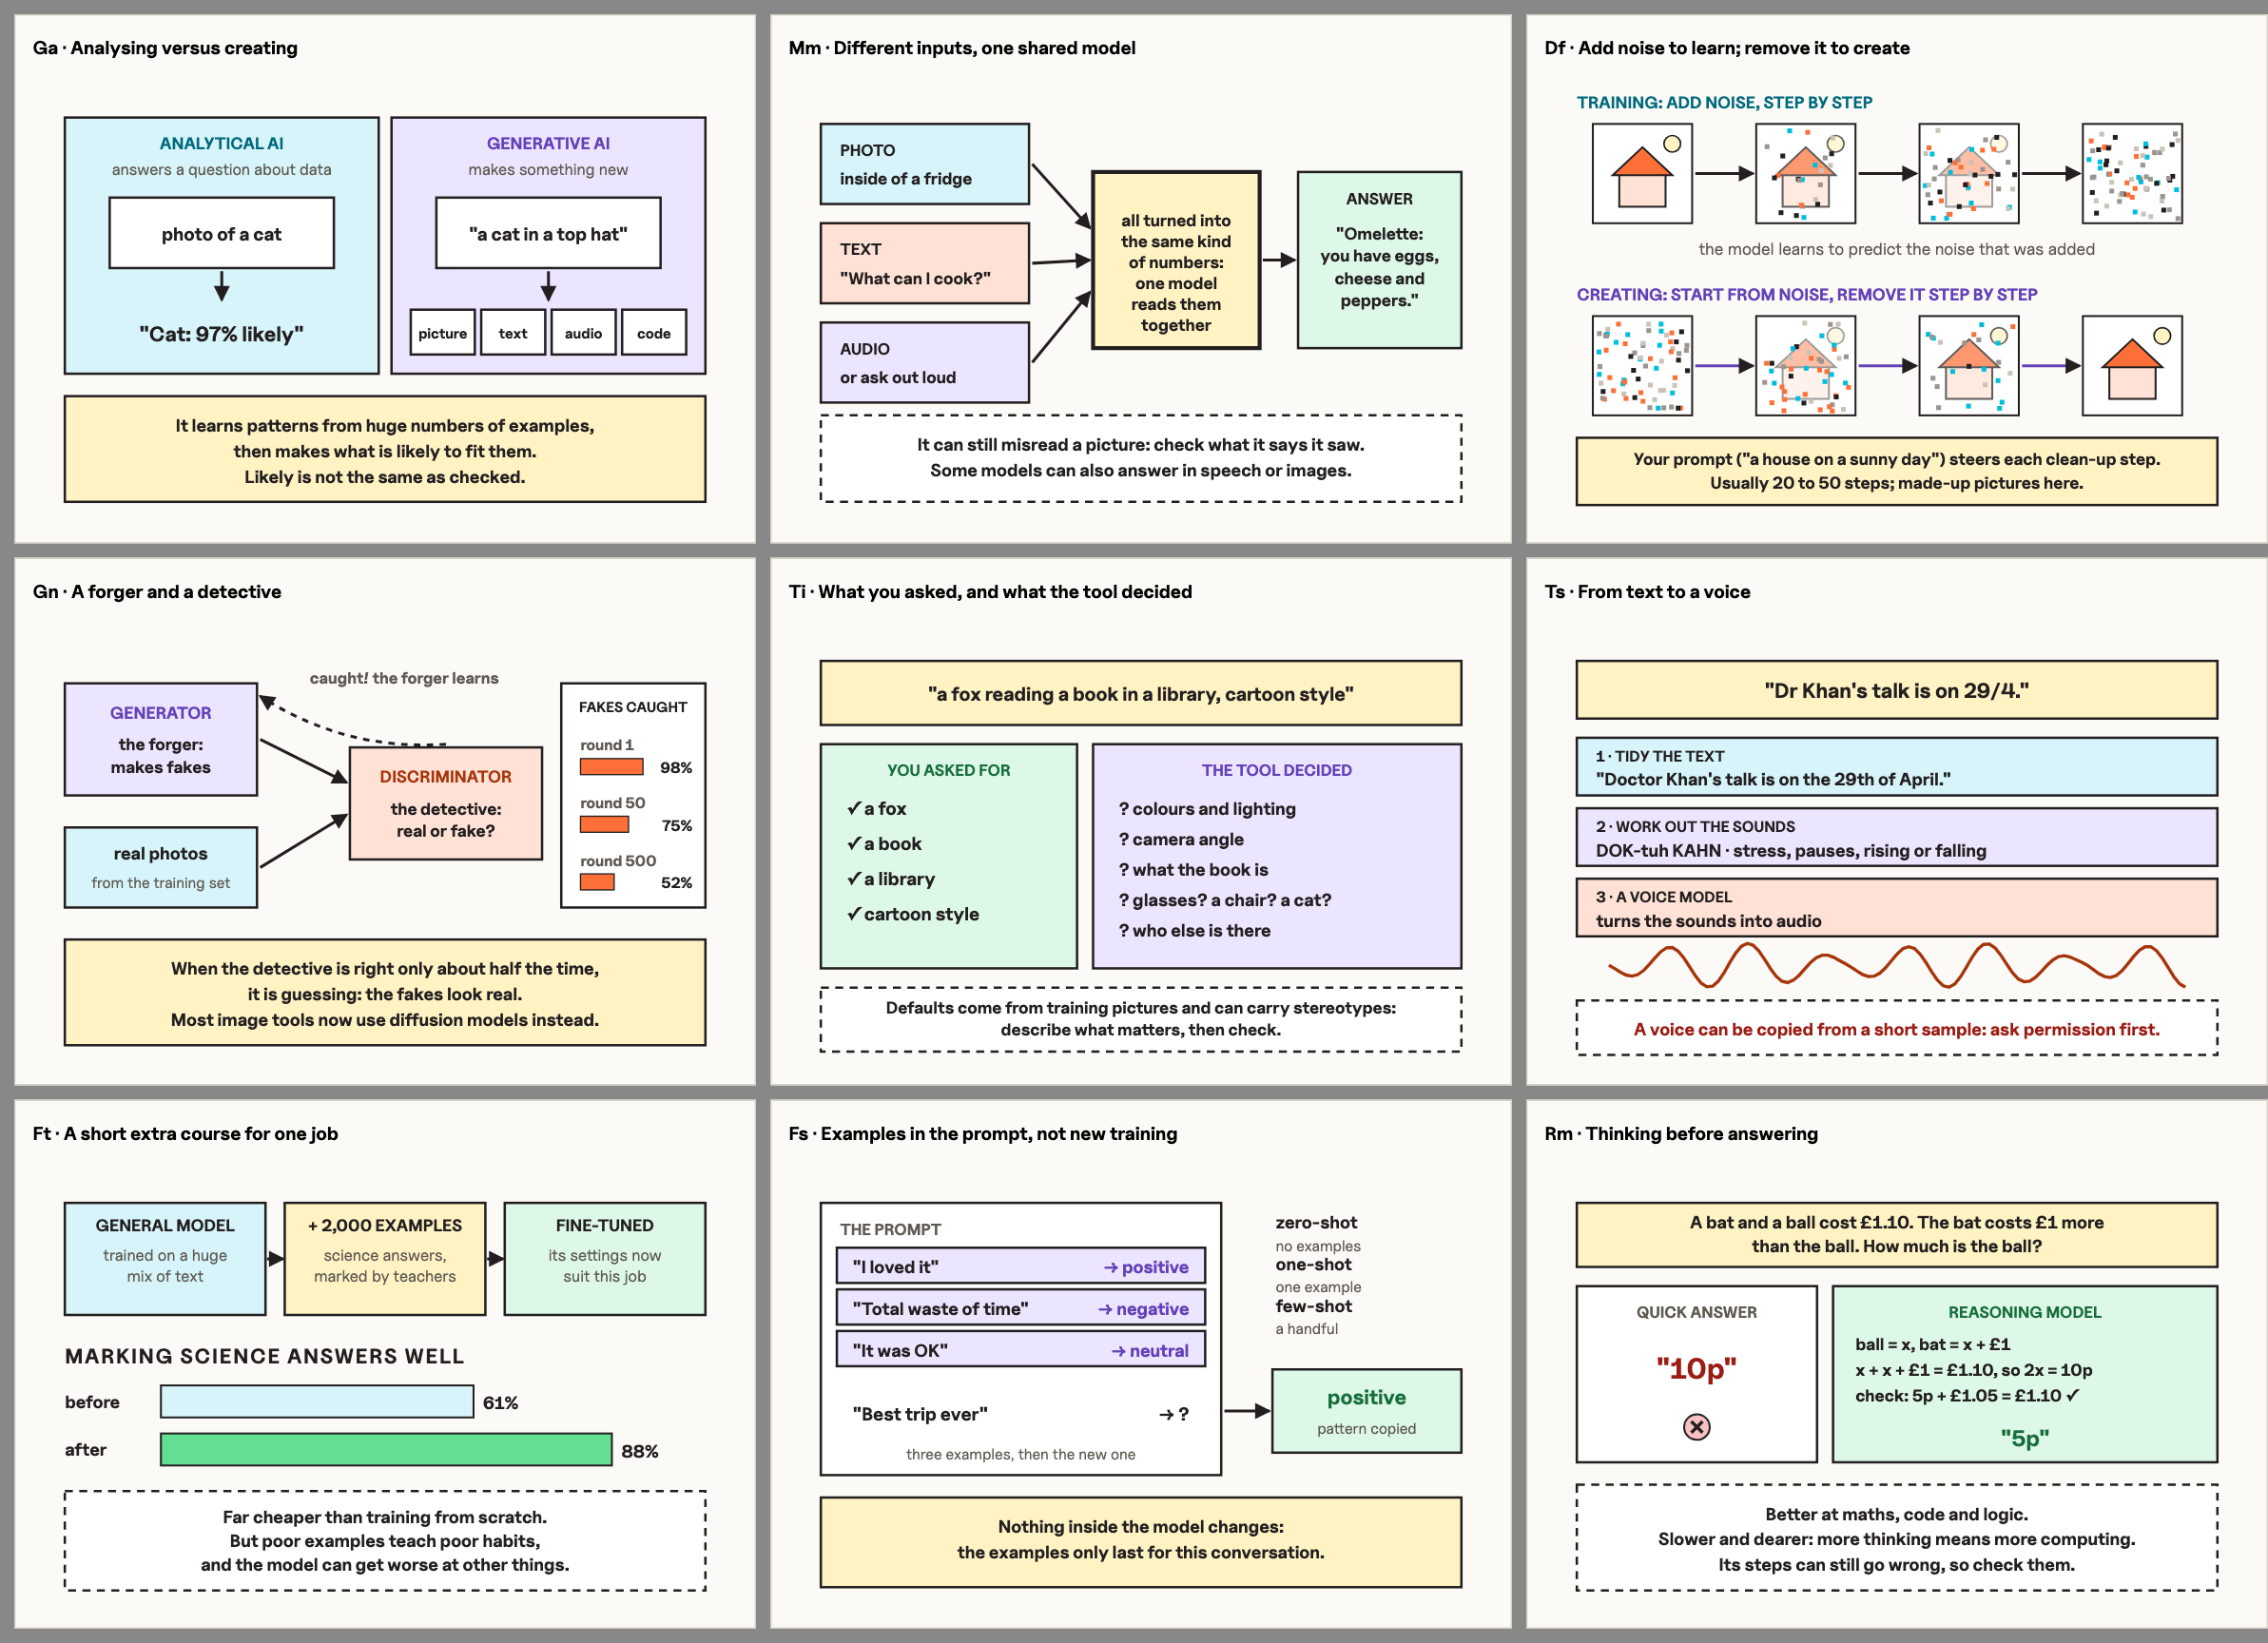 Ga · Analysing versus creating
ANALYTICAL AI
answers a question about data
photo of a cat
"Cat: 97% likely"
GENERATIVE AI
makes something new
"a cat in a top hat"
picture
text
audio
code
It learns patterns from huge numbers of examples,
then makes what is likely to fit them.
Likely is not the same as checked.
Mm · Different inputs, one shared model
PHOTO
inside of a fridge
TEXT
"What can I cook?"
AUDIO
or ask out loud
all turned into
the same kind
of numbers:
one model
reads them
together
ANSWER
"Omelette:
you have eggs,
cheese and
peppers."
It can still misread a picture: check what it says it saw.
Some models can also answer in speech or images.
Df · Add noise to learn; remove it to create
TRAINING: ADD NOISE, STEP BY STEP
the model learns to predict the noise that was added
CREATING: START FROM NOISE, REMOVE IT STEP BY STEP
Your prompt ("a house on a sunny day") steers each clean-up step.
Usually 20 to 50 steps; made-up pictures here.
Gn · A forger and a detective
caught! the forger learns
GENERATOR
the forger:
makes fakes
real photos
from the training set
DISCRIMINATOR
the detective:
real or fake?
FAKES CAUGHT
round 1
98%
round 50
75%
round 500
52%
When the detective is right only about half the time,
it is guessing: the fakes look real.
Most image tools now use diffusion models instead.
Ti · What you asked, and what the tool decided
"a fox reading a book in a library, cartoon style"
YOU ASKED FOR
✓ a fox
✓ a book
✓ a library
✓ cartoon style
THE TOOL DECIDED
? colours and lighting
? camera angle
? what the book is
? glasses? a chair? a cat?
? who else is there
Defaults come from training pictures and can carry stereotypes:
describe what matters, then check.
Ts · From text to a voice
"Dr Khan's talk is on 29/4."
1 · TIDY THE TEXT
"Doctor Khan's talk is on the 29th of April."
2 · WORK OUT THE SOUNDS
DOK-tuh KAHN · stress, pauses, rising or falling
3 · A VOICE MODEL
turns the sounds into audio
A voice can be copied from a short sample: ask permission first.
Ft · A short extra course for one job
GENERAL MODEL
trained on a huge
mix of text
+ 2,000 EXAMPLES
science answers,
marked by teachers
FINE-TUNED
its settings now
suit this job
MARKING SCIENCE ANSWERS WELL
before 61%
after 88%
Far cheaper than training from scratch.
But poor examples teach poor habits,
and the model can get worse at other things.
Fs · Examples in the prompt, not new training
THE PROMPT
"I loved it" → positive
"Total waste of time" → negative
"It was OK" → neutral
"Best trip ever" → ?
three examples, then the new one
zero-shot
no examples
one-shot
one example
few-shot
a handful
positive
pattern copied
Nothing inside the model changes:
the examples only last for this conversation.
Rm · Thinking before answering
A bat and a ball cost £1.10. The bat costs £1 more
than the ball. How much is the ball?
QUICK ANSWER
"10p"
REASONING MODEL
ball = x, bat = x + £1
x + x + £1 = £1.10, so 2x = 10p
check: 5p + £1.05 = £1.10 ✓
"5p"
Better at maths, code and logic.
Slower and dearer: more thinking means more computing.
Its steps can still go wrong, so check them.